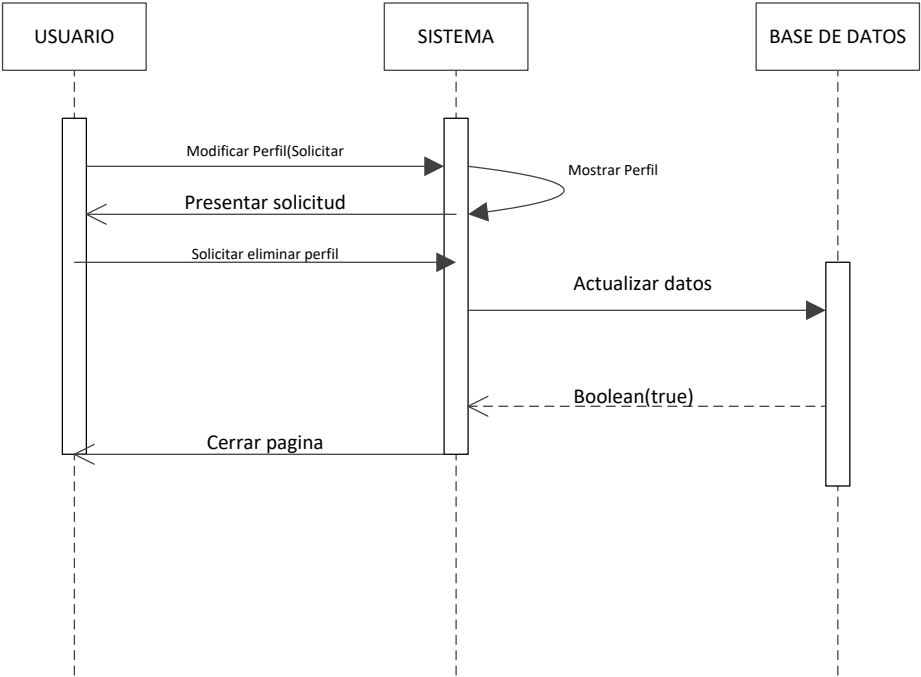 USUARIO
SISTEMA
BASE DE DATOS
Modificar Perfil(Solicitar
Mostrar Perfil
Presentar solicitud
Solicitar eliminar perfil
Actualizar datos
Boolean(true)
Cerrar pagina